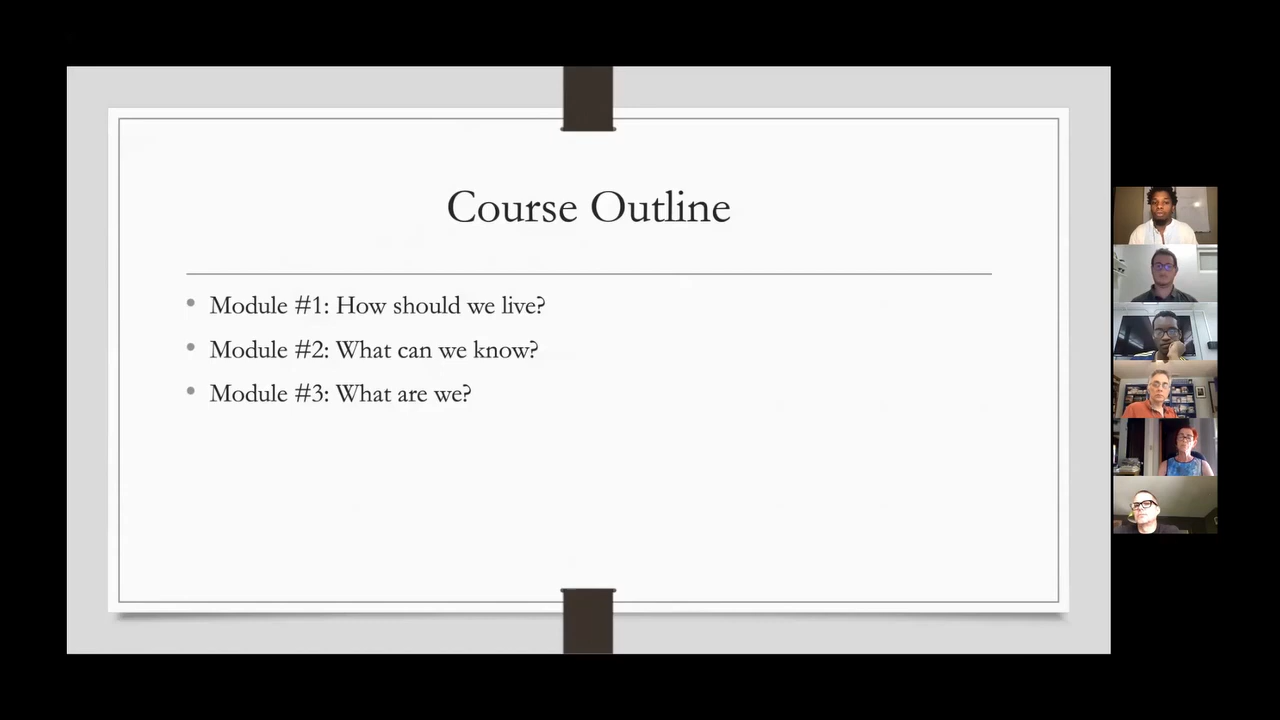 Course Outline
• Module #1: How should we live?
• Module #2: What can we know?
• Module #3: What are we?